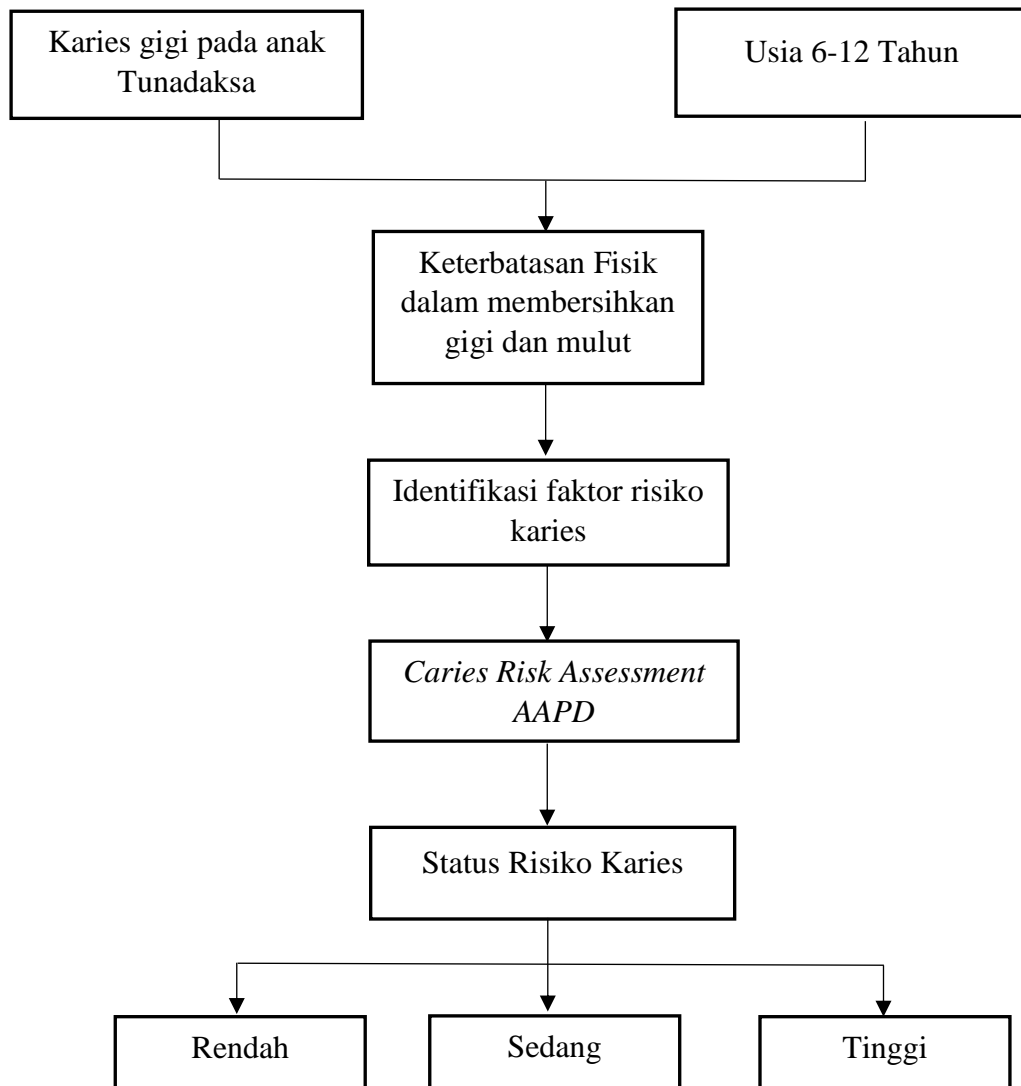 Karies gigi pada anak
Tunadaksa
Usia 6-12 Tahun
Keterbatasan Fisik
dalam membersihkan
gigi dan mulut
Identifikasi faktor risiko
karies
Caries Risk Assessment
AAPD
Status Risiko Karies
Rendah
Sedang
Tinggi